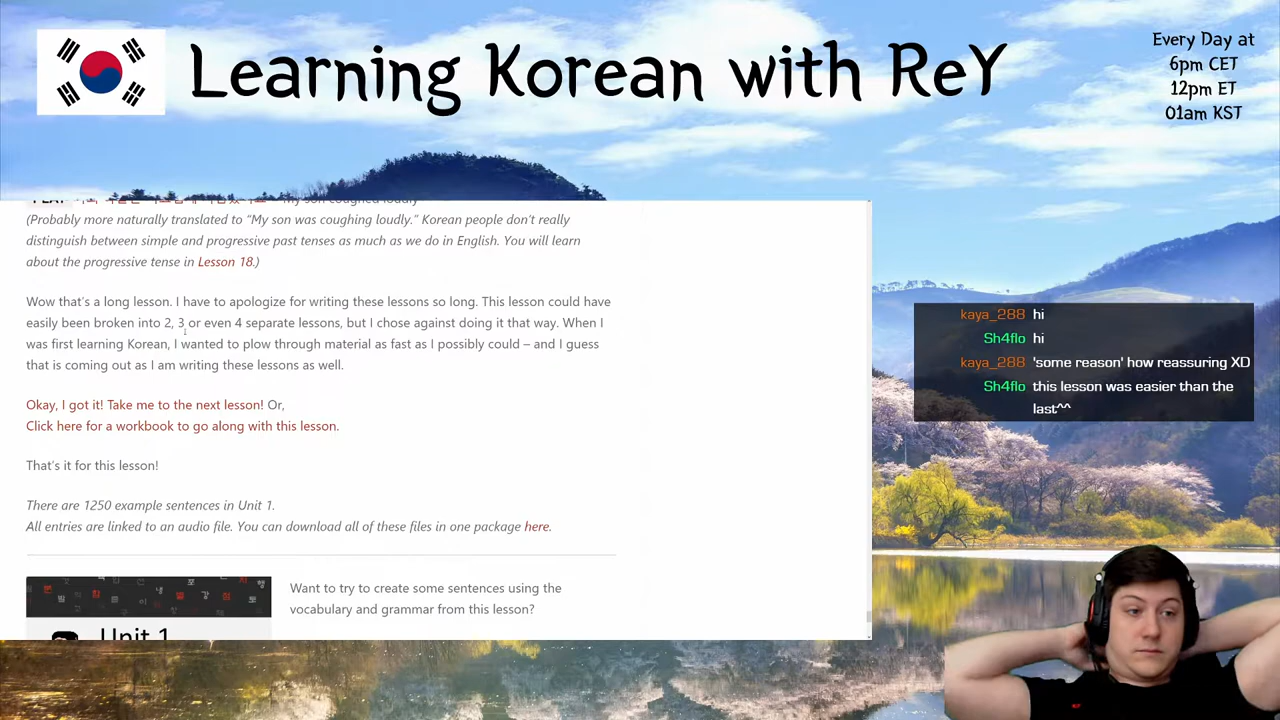 Learning Korean with ReY
Every Day at
6pm CET
12pm ET
01am KST
"My son coughed loudly"
(Probably more naturally translated to “My son was coughing loudly.” Korean people don’t really
distinguish between simple and progressive past tenses as much as we do in English. You will learn
about the progressive tense in Lesson 18.)
Wow that’s a long lesson. I have to apologize for writing these lessons so long. This lesson could have
easily been broken into 2, 3 or even 4 separate lessons, but I chose against doing it that way. When I
was first learning Korean, I wanted to plow through material as fast as I possibly could – and I guess
that is coming out as I am writing these lessons as well.
Okay, I got it! Take me to the next lesson! Or,
Click here for a workbook to go along with this lesson.
That’s it for this lesson!
There are 1250 example sentences in Unit 1.
All entries are linked to an audio file. You can download all of these files in one package here.
Want to try to create some sentences using the
vocabulary and grammar from this lesson?
Unit 1
kaya_288 hi
Sh4flo hi
kaya_288 'some reason' how reassuring XD
Sh4flo this lesson was easier than the
last^^